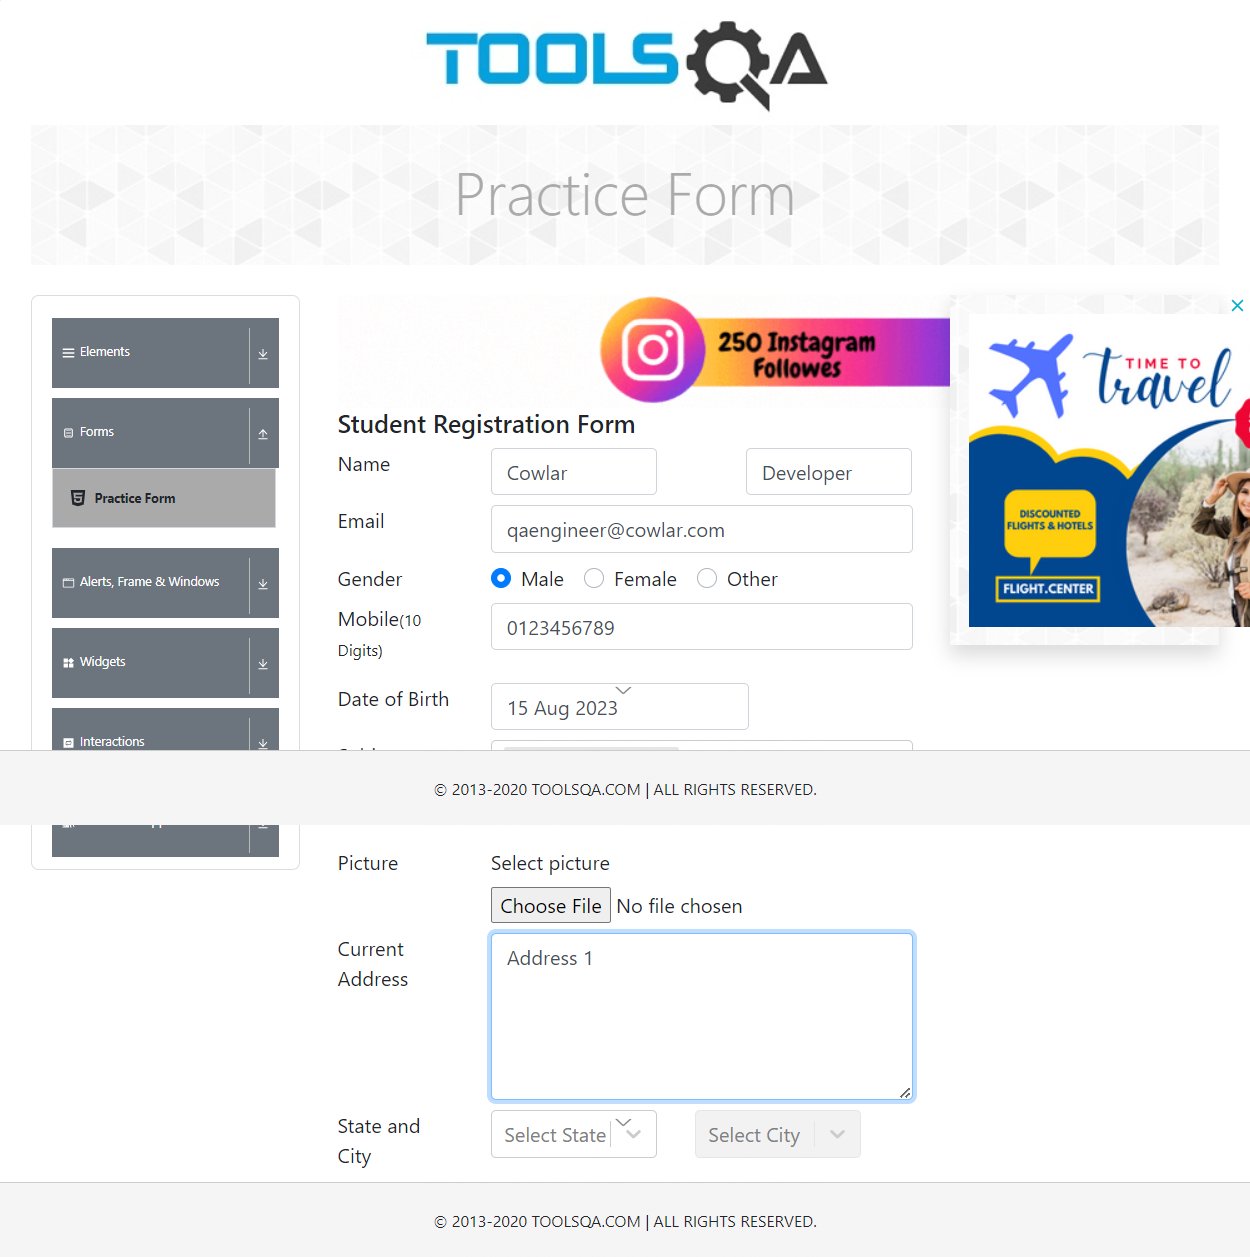 TOOLSQA
Practice Form
Elements
Forms
Practice Form
Alerts, Frame & Windows
Widgets
Interactions
250 Instagram
Followes
Student Registration Form
Name
Cowlar
Developer
Email
qaengineer@cowlar.com
Gender
Male
Female
Other
Mobile(10
Digits)
0123456789
Date of Birth
15 Aug 2023
TIME TO
travel
DISCOUNTED
FLIGHTS & HOTELS
FLIGHT.CENTER
© 2013-2020 TOOLSQA.COM | ALL RIGHTS RESERVED.
Picture
Select picture
Choose File No file chosen
Current
Address
Address 1
State and
City
Select State
Select City
© 2013-2020 TOOLSQA.COM | ALL RIGHTS RESERVED.